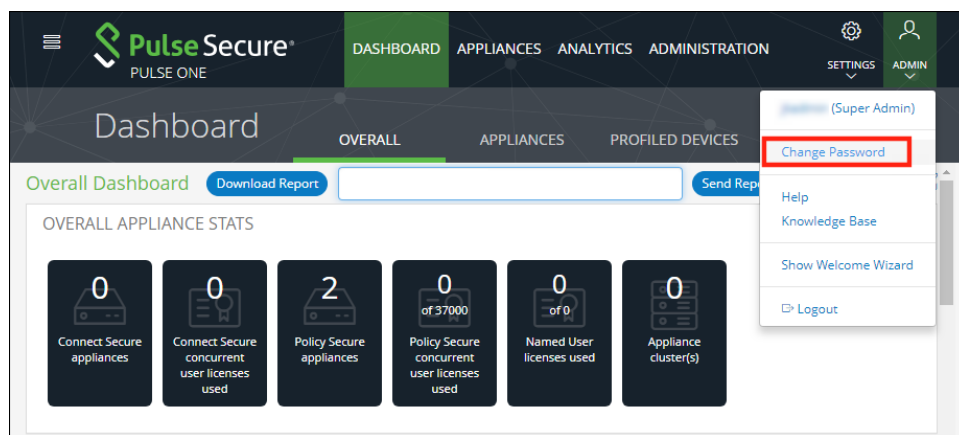 Pulse Secure®
PULSE ONE
DASHBOARD APPLIANCES ANALYTICS ADMINISTRATION
SETTINGS ADMIN
(Super Admin)
Dashboard OVERALL APPLIANCES PROFILED DEVICES
Change Password
Overall Dashboard Download Report Send Repo
Help
Knowledge Base
OVERALL APPLIANCE STATS
Show Welcome Wizard
Logout
0
Connect Secure
appliances
0
Connect Secure
concurrent
user licenses
used
2
Policy Secure
appliances
0
of 37000
Policy Secure
concurrent
user licenses
used
0
of 0
Named User
licenses used
0
Appliance
cluster(s)